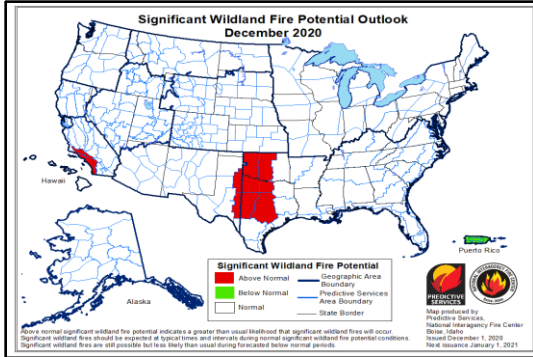 Significant Wildland Fire Potential Outlook
December 2020
Hawaii
Alaska
Puerto Rico
Significant Wildland Fire Potential
Above Normal
Below Normal
Normal
Geographic Area
Boundary
Predictive Services
Area Boundary
State Border
PREDICTIVE
SERVICES
Map produced by
Predictive Services,
National Interagency Fire Center
Boise, Idaho
Issued December 1, 2020
Next issuance January 1, 2021
Above normal significant wildland fire potential indicates a greater than usual likelihood that significant wildland fires will occur.
Significant wildland fires should be expected at typical times and intervals during normal significant wildland fire potential conditions.
Significant wildland fires are still possible but less likely than usual during forecasted below normal periods.